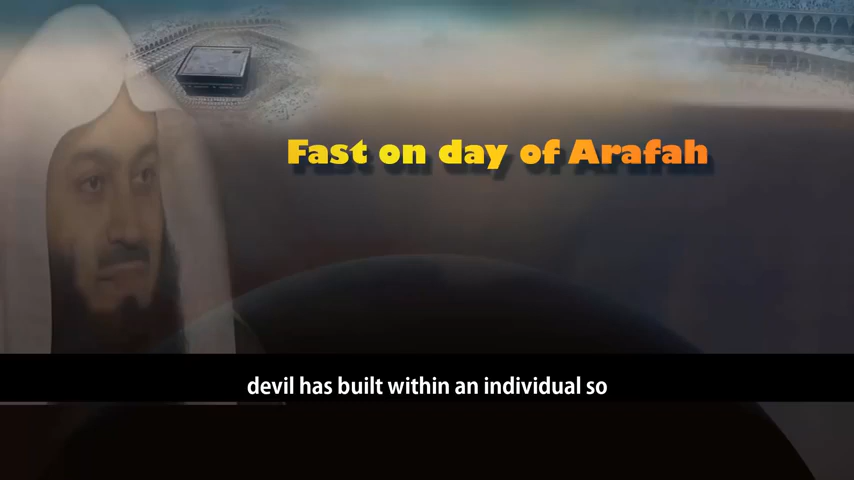 Fast on day of Arafah
devil has built within an individual so